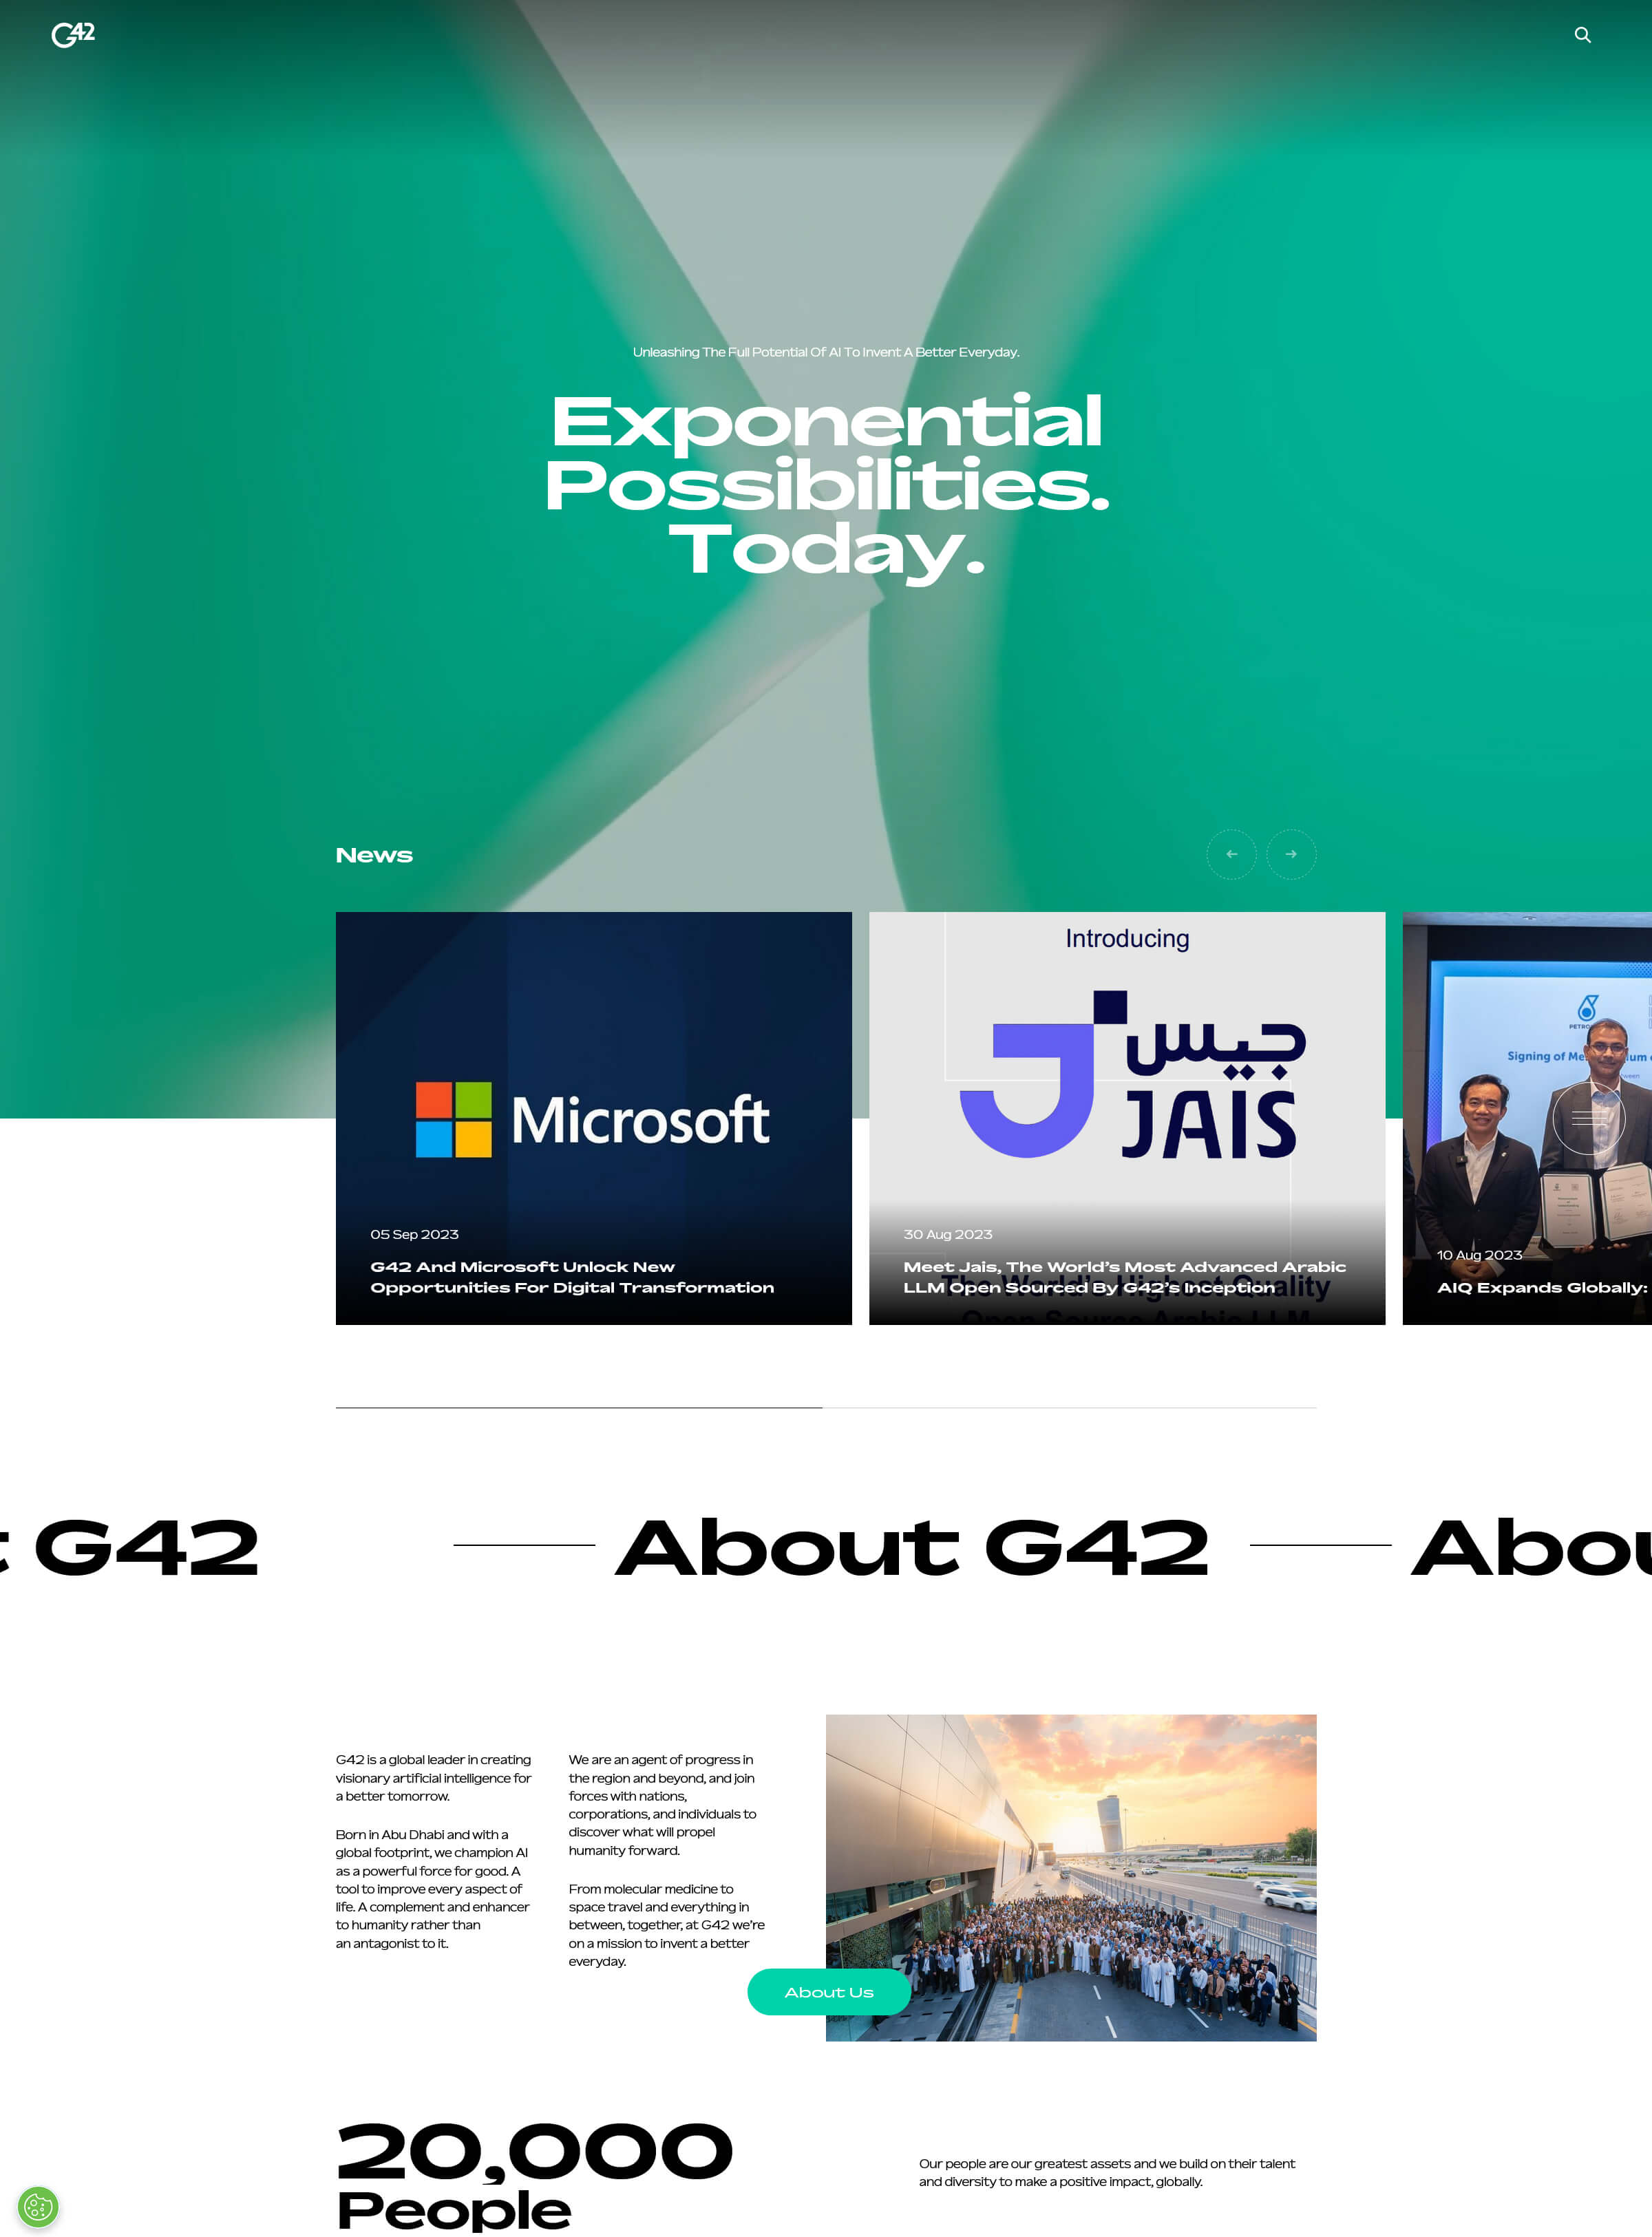 G42
Unleashing The Full Potential Of AI To Invent A Better Everyday.
Exponential
Possibilities.
Today.
News
Microsoft
05 Sep 2023
G42 And Microsoft Unlock New
Opportunities For Digital Transformation
Introducing
جيس
JAIS
30 Aug 2023
Meet Jais, The World’s Most Advanced Arabic
LLM Open Sourced By G42’s Inception
The World’s Highest Quality
Open Source Arabic LLM
Signing of
10 Aug 2023
AIQ Expands Globally:
G42
About G42
Abou
G42 is a global leader in creating
visionary artificial intelligence for
a better tomorrow.
Born in Abu Dhabi and with a
global footprint, we champion AI
as a powerful force for good. A
tool to improve every aspect of
life. A complement and enhancer
to humanity rather than
an antagonist to it.
We are an agent of progress in
the region and beyond, and join
forces with nations,
corporations, and individuals to
discover what will propel
humanity forward.
From molecular medicine to
space travel and everything in
between, together, at G42 we’re
on a mission to invent a better
everyday.
About Us
20,000
People
Our people are our greatest assets and we build on their talent
and diversity to make a positive impact, globally.